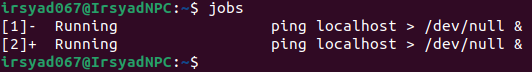 irsyad067@IrsyadNPC:~$ jobs
[1]-  Running                 ping localhost > /dev/null &
[2]+  Running                 ping localhost > /dev/null &
irsyad067@IrsyadNPC:~$